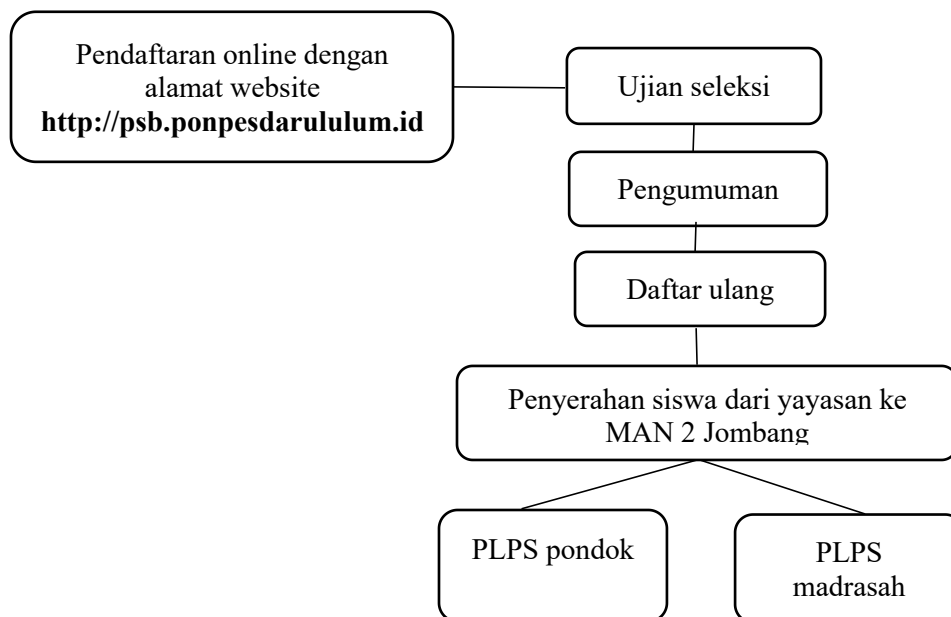 Pendaftaran online dengan
alamat website
http://psb.ponpesdarululum.id
Ujian seleksi
Pengumuman
Daftar ulang
Penyerahan siswa dari yayasan ke
MAN 2 Jombang
PLPS pondok
PLPS
madrasah